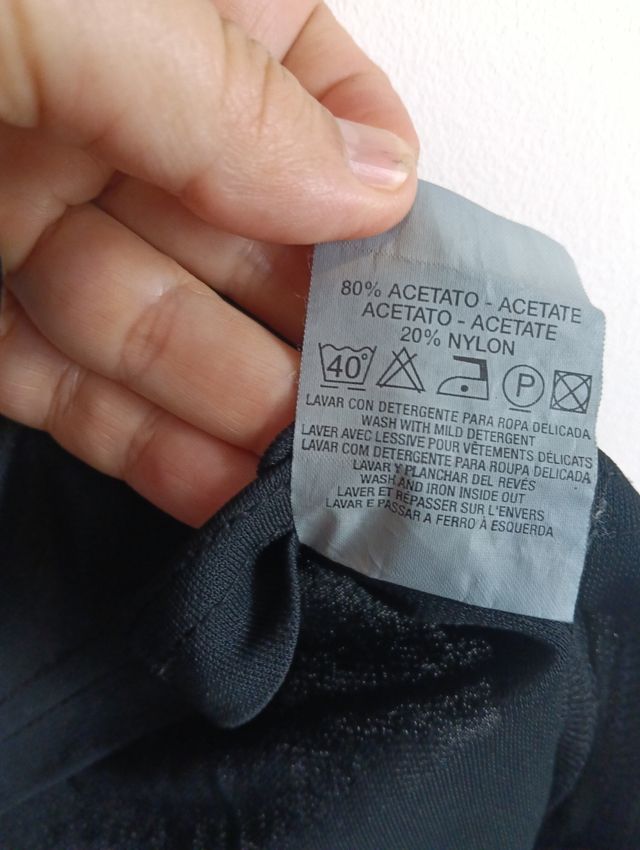 80% ACETATO - ACETATE
ACETATO - ACETATE
20% NYLON
40° P
LAVAR CON DETERGENTE PARA ROPA DELICADA
WASH WITH MILD DETERGENT
LAVER AVEC LESSIVE POUR VÊTEMENTS DÉLICATS
LAVAR COM DETERGENTE PARA ROUPA DELICADA
LAVAR Y PLANCHAR DEL REVÉS
WASH AND IRON INSIDE OUT
LAVER ET REPASSER SUR L'ENVERS
LAVAR E PASSAR A FERRO À ESQUERDA